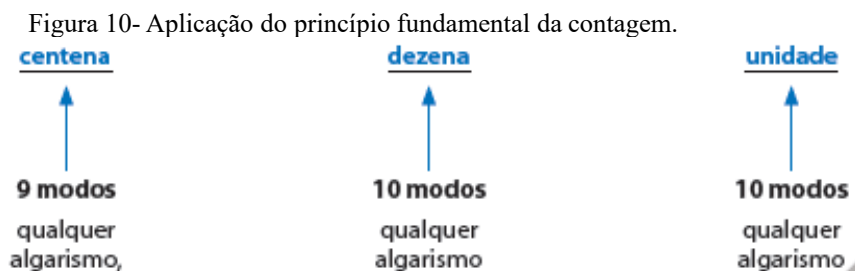 Figura 10- Aplicação do princípio fundamental da contagem.
centena dezena unidade
9 modos 10 modos 10 modos
qualquer qualquer qualquer
algarismo, algarismo algarismo